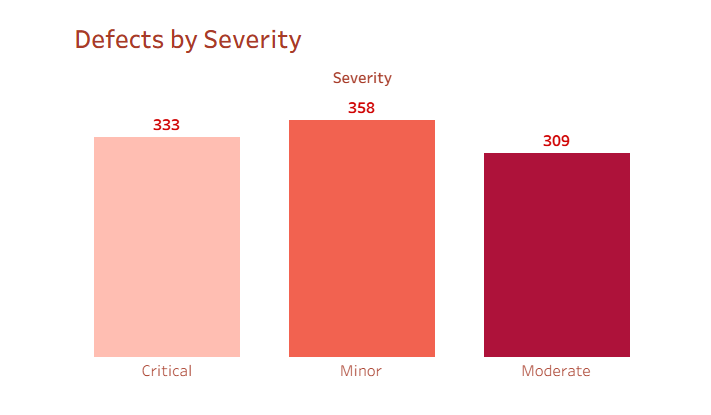 Defects by Severity
Severity
333
358
309
Critical
Minor
Moderate